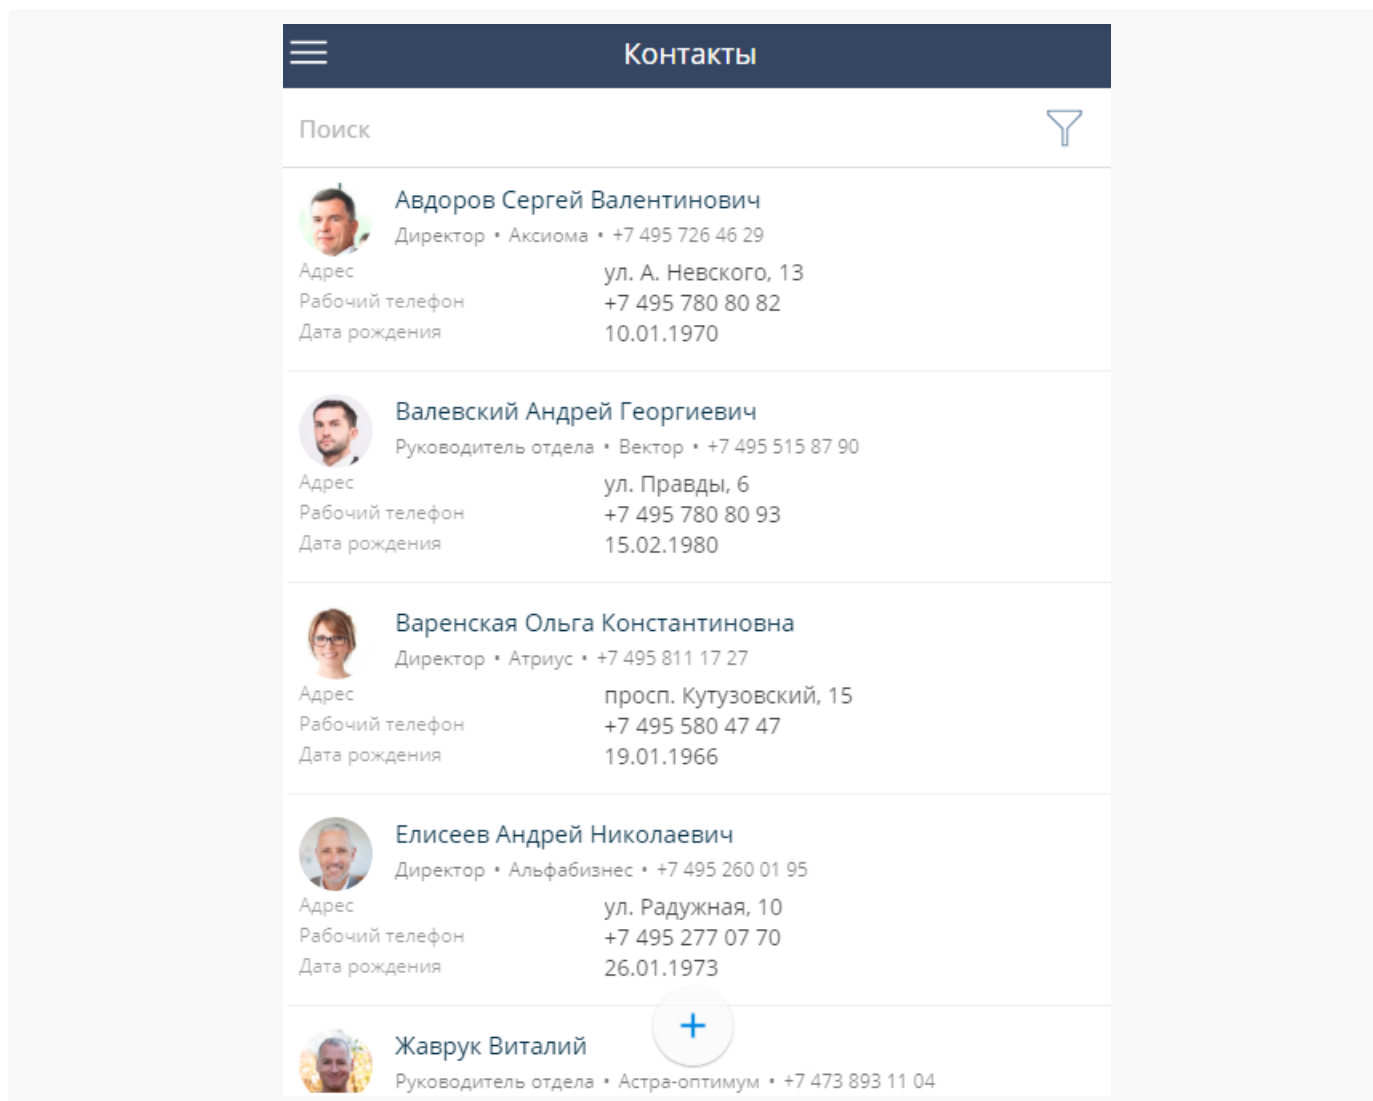 Контакты
Поиск
Авдоров Сергей Валентинович
Директор • Аксиома • +7 495 726 46 29
Адрес ул. А. Невского, 13
Рабочий телефон +7 495 780 80 82
Дата рождения 10.01.1970
Валевский Андрей Георгиевич
Руководитель отдела • Вектор • +7 495 515 87 90
Адрес ул. Правды, 6
Рабочий телефон +7 495 780 80 93
Дата рождения 15.02.1980
Варенская Ольга Константиновна
Директор • Атриус • +7 495 811 17 27
Адрес просп. Кутузовский, 15
Рабочий телефон +7 495 580 47 47
Дата рождения 19.01.1966
Елисеев Андрей Николаевич
Директор • Альфабизнес • +7 495 260 01 95
Адрес ул. Радужная, 10
Рабочий телефон +7 495 277 07 70
Дата рождения 26.01.1973
Жаврук Виталий
Руководитель отдела • Астра-оптимум • +7 473 893 11 04